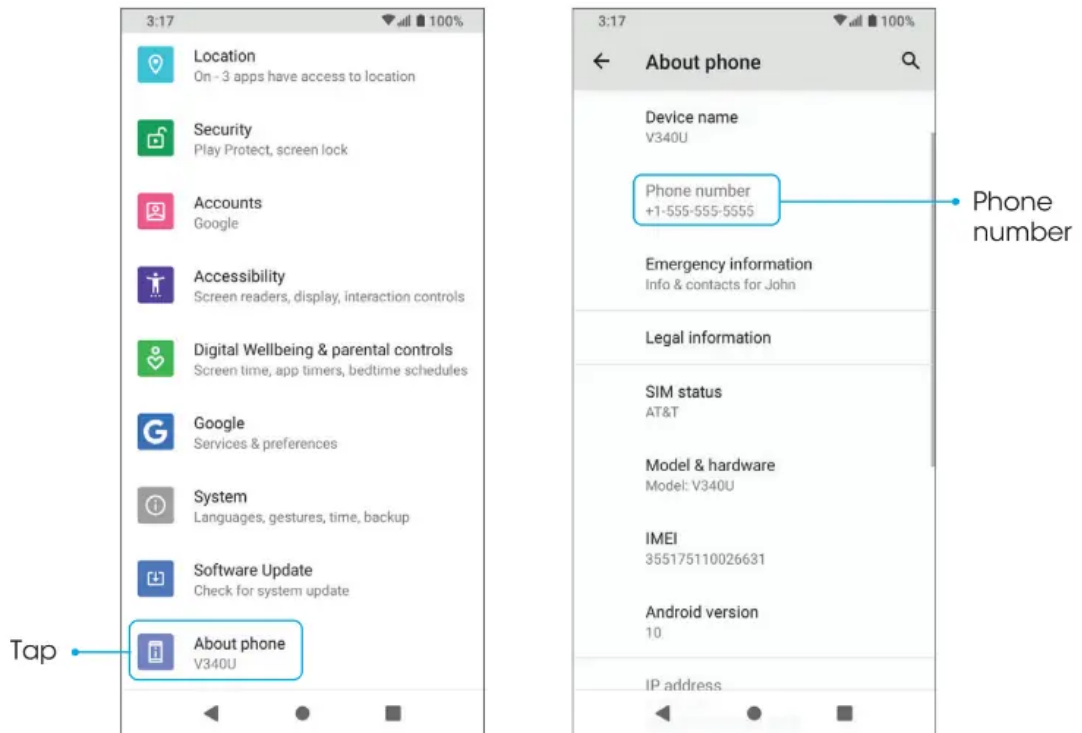 3:17 100%
Location
On - 3 apps have access to location
Security
Play Protect, screen lock
Accounts
Google
Accessibility
Screen readers, display, interaction controls
Digital Wellbeing & parental controls
Screen time, app timers, bedtime schedules
G
Google
Services & preferences
System
Languages, gestures, time, backup
Software Update
Check for system update
Tap
About phone
V340U
3:17 100%
About phone
Device name
V340U
Phone number
+1-555-555-5555
Phone
number
Emergency information
Info & contacts for John
Legal information
SIM status
AT&T
Model & hardware
Model: V340U
IMEI
355175110026631
Android version
10
IP address